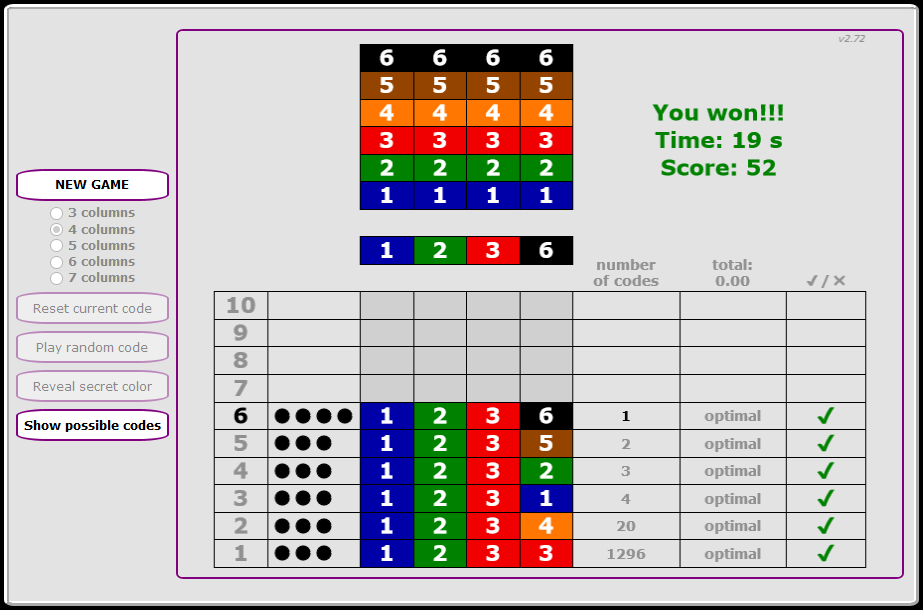 v2.72
6 6 6 6
5 5 5 5
4 4 4 4
3 3 3 3
2 2 2 2
1 1 1 1
You won!!!
Time: 19 s
Score: 52
NEW GAME
3 columns
4 columns
5 columns
6 columns
7 columns
Reset current code
Play random code
Reveal secret color
Show possible codes
1 2 3 6
number
of codes
total:
0.00
✓/✕
10
9
8
7
6 1 2 3 6 1 optimal ✓
5 1 2 3 5 2 optimal ✓
4 1 2 3 2 3 optimal ✓
3 1 2 3 1 4 optimal ✓
2 1 2 3 4 20 optimal ✓
1 1 2 3 3 1296 optimal ✓